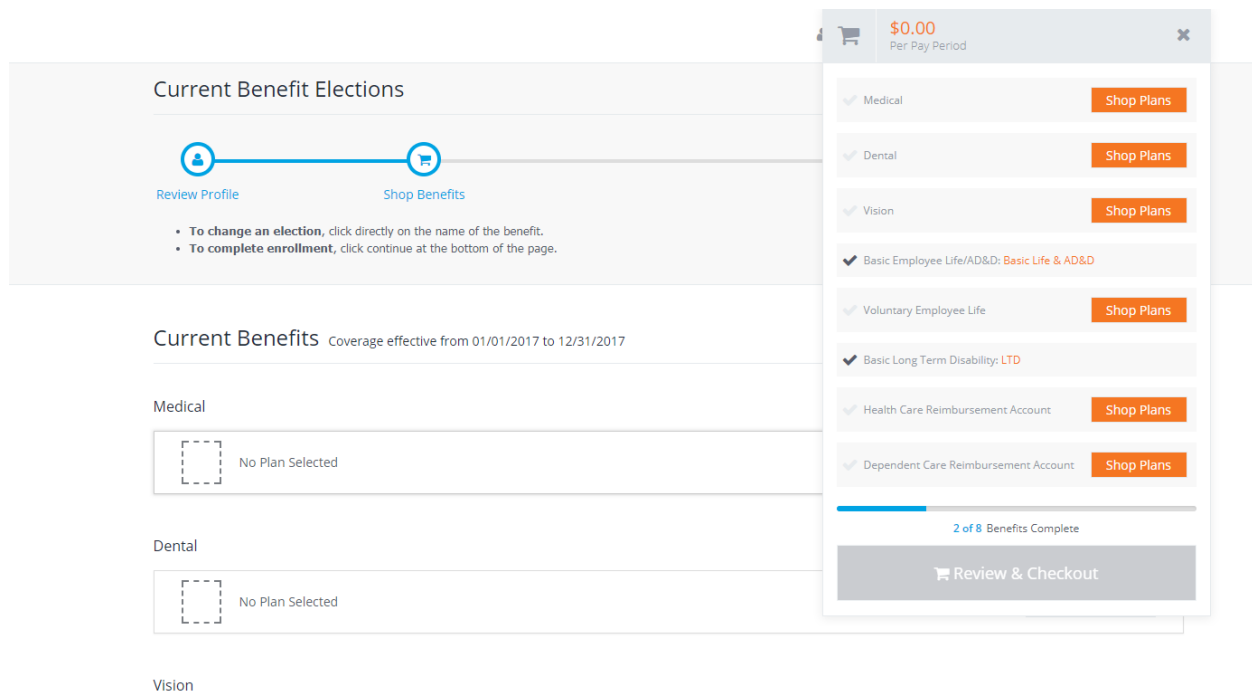 $0.00
Per Pay Period
Current Benefit Elections
Review Profile
Shop Benefits
To change an election, click directly on the name of the benefit.
To complete enrollment, click continue at the bottom of the page.
Current Benefits Coverage effective from 01/01/2017 to 12/31/2017
Medical
No Plan Selected
Dental
No Plan Selected
Vision
Medical Shop Plans
Dental Shop Plans
Vision Shop Plans
Basic Employee Life/AD&D: Basic Life & AD&D
Voluntary Employee Life Shop Plans
Basic Long Term Disability: LTD
Health Care Reimbursement Account Shop Plans
Dependent Care Reimbursement Account Shop Plans
2 of 8 Benefits Complete
Review & Checkout